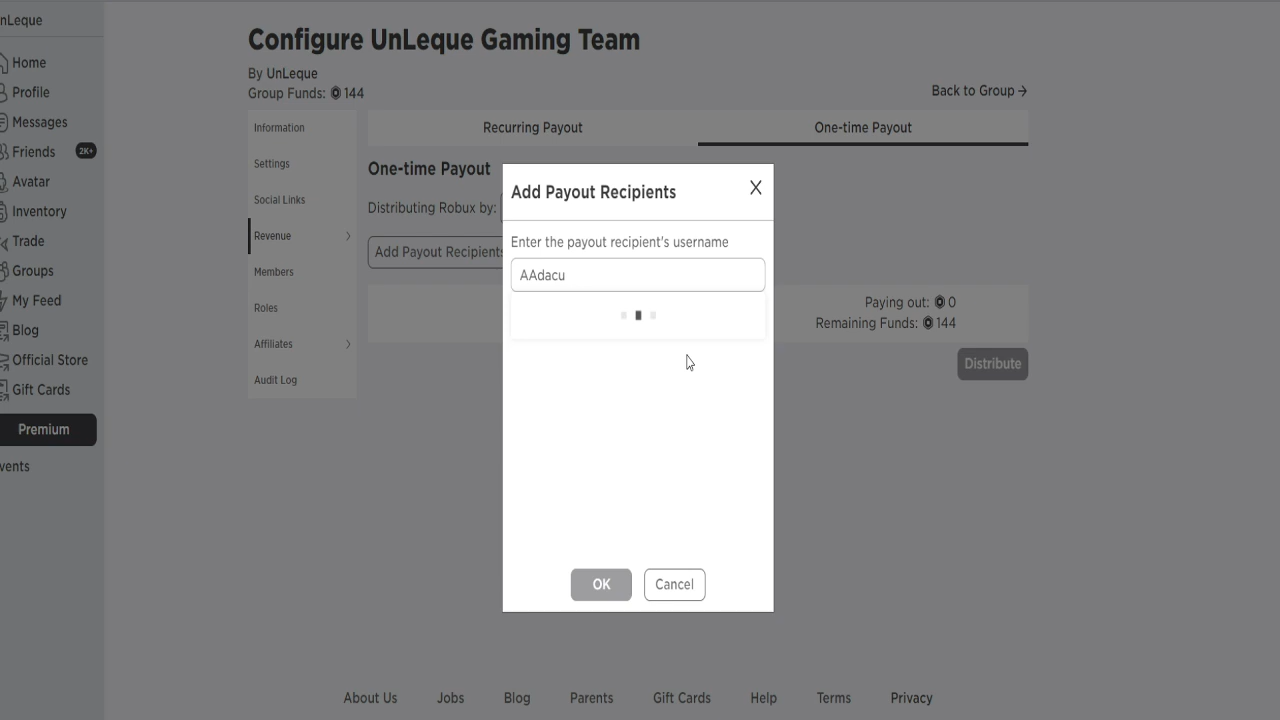 nLeque
Home
Profile
Messages
Friends 2K+
Avatar
Inventory
Trade
Groups
My Feed
Blog
Official Store
Gift Cards
Premium
vents
Configure UnLeque Gaming Team
By UnLeque
Group Funds: 144
Back to Group →
Information
Settings
Social Links
Revenue
Members
Roles
Affiliates
Audit Log
Recurring Payout
One-time Payout
One-time Payout
Distributing Robux by:
Add Payout Recipients
Paying out: 0
Remaining Funds: 144
Distribute
Add Payout Recipients
X
Enter the payout recipient's username
AAdacu
OK
Cancel
About Us
Jobs
Blog
Parents
Gift Cards
Help
Terms
Privacy